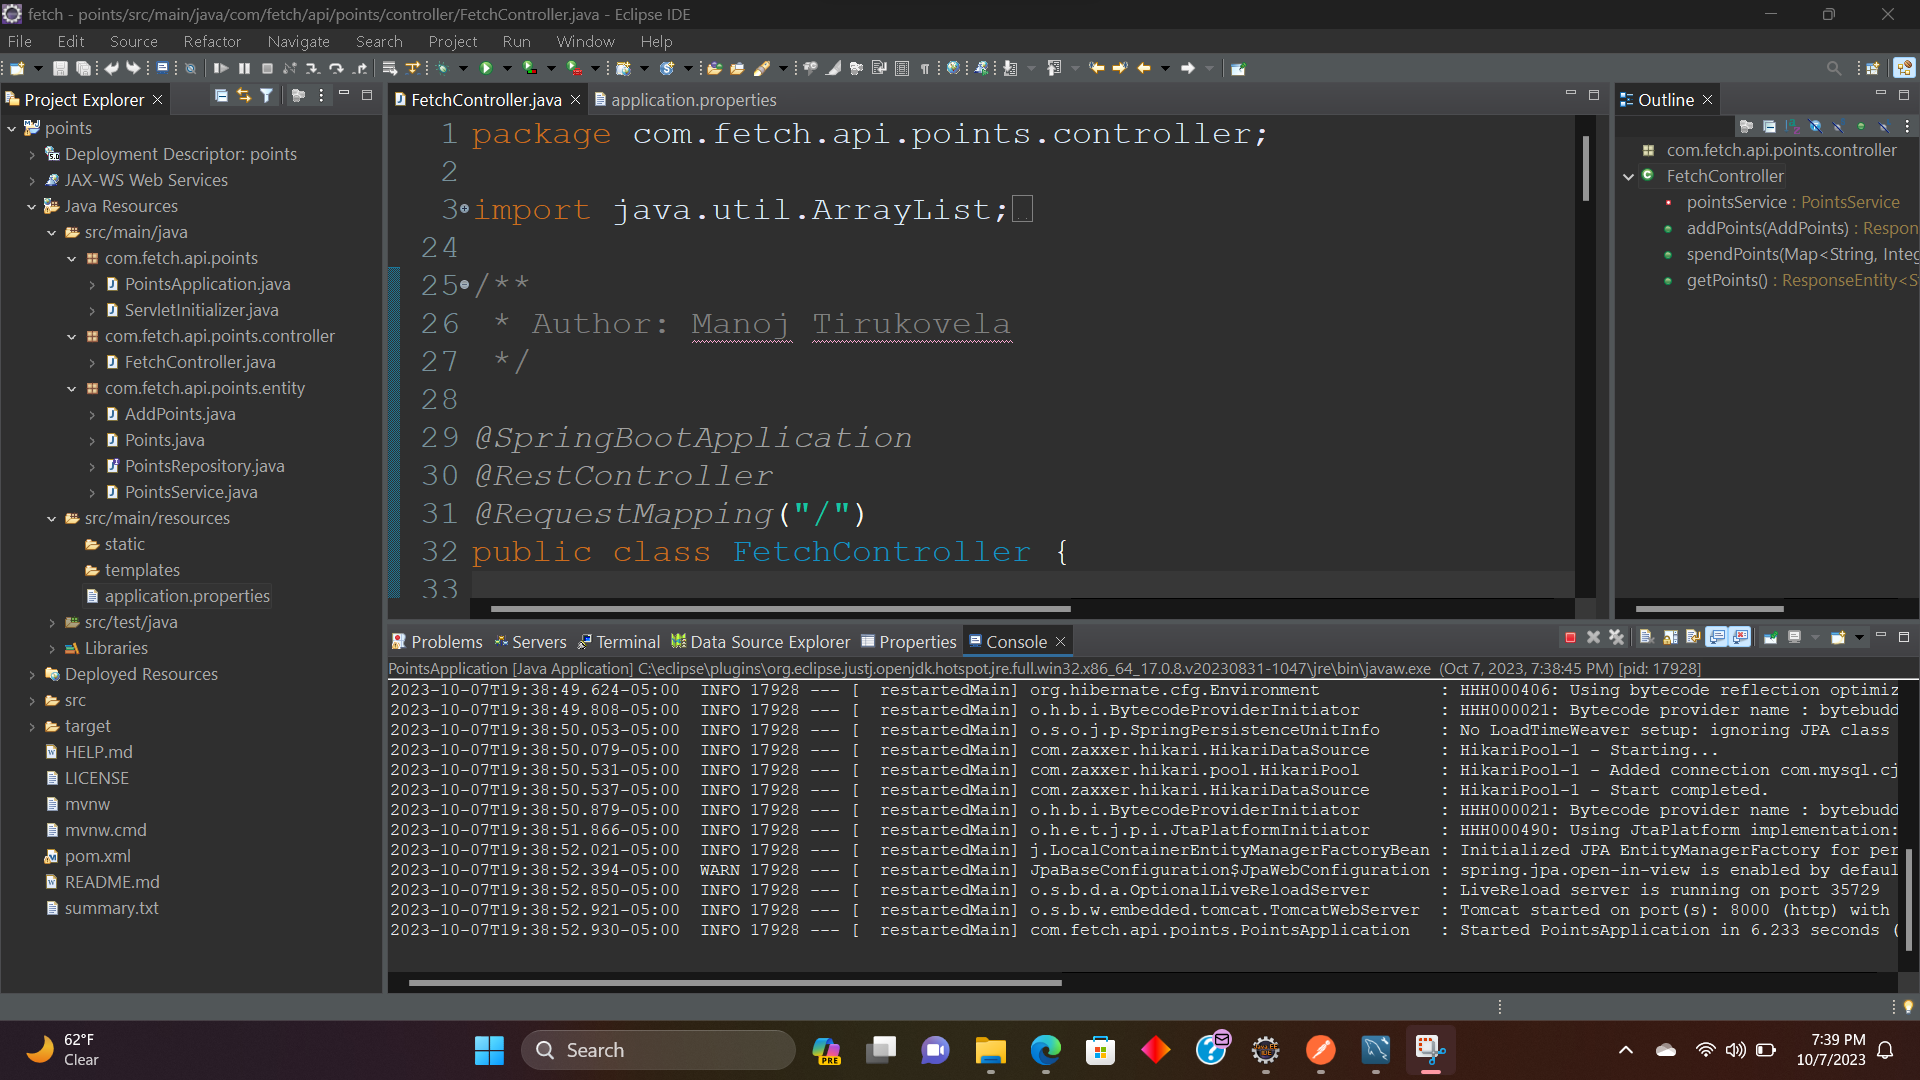 fetch - points/src/main/java/com/fetch/api/points/controller/FetchController.java - Eclipse IDE
File Edit Source Refactor Navigate Search Project Run Window Help
Project Explorer
points
Deployment Descriptor: points
JAX-WS Web Services
Java Resources
src/main/java
com.fetch.api.points
PointsApplication.java
ServletInitializer.java
com.fetch.api.points.controller
FetchController.java
com.fetch.api.points.entity
AddPoints.java
Points.java
PointsRepository.java
PointsService.java
src/main/resources
static
templates
application.properties
src/test/java
Libraries
Deployed Resources
src
target
HELP.md
LICENSE
mvnw
mvnw.cmd
pom.xml
README.md
summary.txt
FetchController.java application.properties
1 package com.fetch.api.points.controller;
2
3 import java.util.ArrayList;
24
25 /**
26 * Author: Manoj Tirukovela
27 */
28
29 @SpringBootApplication
30 @RestController
31 @RequestMapping("/")
32 public class FetchController {
33
Outline
com.fetch.api.points.controller
FetchController
pointsService : PointsService
addPoints(AddPoints) : Respon
spendPoints(Map<String, Integ
getPoints() : ResponseEntity<S
Problems Servers Terminal Data Source Explorer Properties Console
PointsApplication [Java Application] C:\eclipse\plugins\org.eclipse.justj.openjdk.hotspot.jre.full.win32.x86_64_17.0.8.v20230831-1047\jre\bin\javaw.exe (Oct 7, 2023, 7:38:45 PM) [pid: 17928]
2023-10-07T19:38:49.624-05:00 INFO 17928 --- [ restartedMain] org.hibernate.cfg.Environment : HHH000406: Using bytecode reflection optimiz
2023-10-07T19:38:49.808-05:00 INFO 17928 --- [ restartedMain] o.h.b.i.BytecodeProviderInitiator : HHH000021: Bytecode provider name : bytebudd
2023-10-07T19:38:50.053-05:00 INFO 17928 --- [ restartedMain] o.s.o.j.p.SpringPersistenceUnitInfo : No LoadTimeWeaver setup: ignoring JPA class
2023-10-07T19:38:50.079-05:00 INFO 17928 --- [ restartedMain] com.zaxxer.hikari.HikariDataSource : HikariPool-1 - Starting...
2023-10-07T19:38:50.531-05:00 INFO 17928 --- [ restartedMain] com.zaxxer.hikari.pool.HikariPool : HikariPool-1 - Added connection com.mysql.cj
2023-10-07T19:38:50.537-05:00 INFO 17928 --- [ restartedMain] com.zaxxer.hikari.HikariDataSource : HikariPool-1 - Start completed.
2023-10-07T19:38:50.879-05:00 INFO 17928 --- [ restartedMain] o.h.b.i.BytecodeProviderInitiator : HHH000021: Bytecode provider name : bytebudd
2023-10-07T19:38:51.866-05:00 INFO 17928 --- [ restartedMain] o.h.e.t.j.p.i.JtaPlatformInitiator : HHH000490: Using JtaPlatform implementation:
2023-10-07T19:38:52.021-05:00 INFO 17928 --- [ restartedMain] j.LocalContainerEntityManagerFactoryBean : Initialized JPA EntityManagerFactory for per
2023-10-07T19:38:52.394-05:00 WARN 17928 --- [ restartedMain] JpaBaseConfiguration$JpaWebConfiguration : spring.jpa.open-in-view is enabled by defaul
2023-10-07T19:38:52.850-05:00 INFO 17928 --- [ restartedMain] o.s.b.d.a.OptionalLiveReloadServer : LiveReload server is running on port 35729
2023-10-07T19:38:52.921-05:00 INFO 17928 --- [ restartedMain] o.s.b.w.embedded.tomcat.TomcatWebServer : Tomcat started on port(s): 8000 (http) with
2023-10-07T19:38:52.930-05:00 INFO 17928 --- [ restartedMain] com.fetch.api.points.PointsApplication : Started PointsApplication in 6.233 seconds (
62°F
Clear
Search
PRE
7:39 PM
10/7/2023